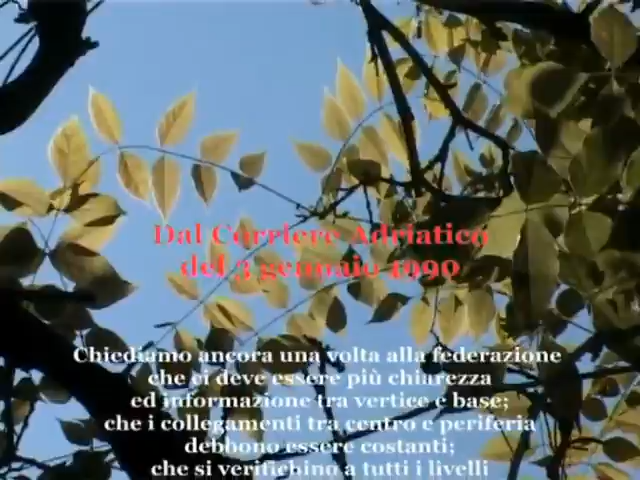 Dal Corriere Adriatico
del 3 gennaio 1990
Chiediamo ancora una volta alla federazione
che ci deve essere più chiarezza
ed informazione tra vertice e base;
che i collegamenti tra centro e periferia
debbono essere costanti;
che si verifichino a tutti i livelli